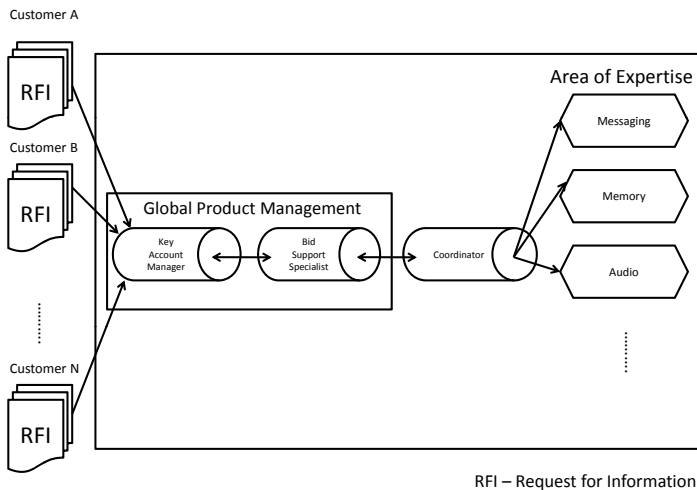 Customer A
RFI
Customer B
RFI
Customer N
RFI
Global Product Management
Key
Account
Manager
Bid
Support
Specialist
Coordinator
Area of Expertise
Messaging
Memory
Audio
RFI – Request for Information